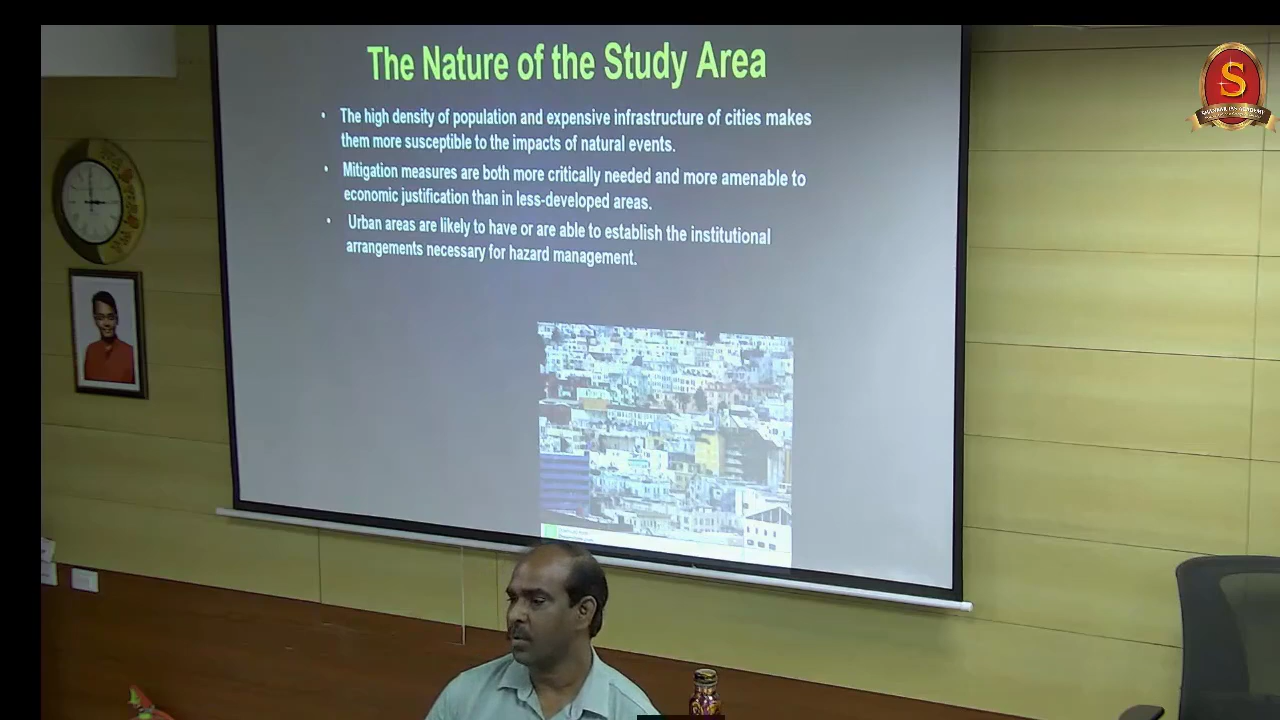 The Nature of the Study Area
• The high density of population and expensive infrastructure of cities makes
them more susceptible to the impacts of natural events.
• Mitigation measures are both more critically needed and more amenable to
economic justification than in less-developed areas.
• Urban areas are likely to have or are able to establish the institutional
arrangements necessary for hazard management.
S
SHANKAR IAS ACADEMY